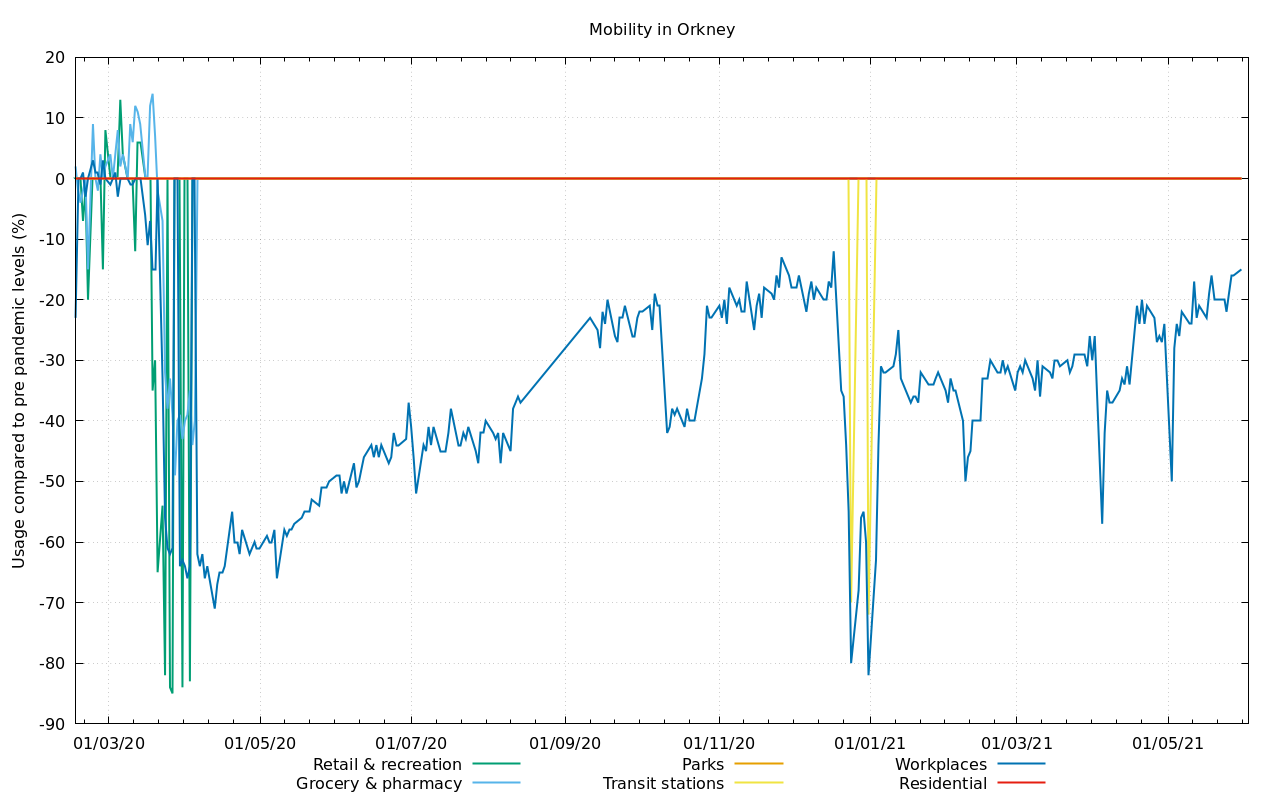 Mobility in Orkney
Usage compared to pre pandemic levels (%)
20
10
0
-10
-20
-30
-40
-50
-60
-70
-80
-90
01/03/20 01/05/20 01/07/20 01/09/20 01/11/20 01/01/21 01/03/21 01/05/21
Retail & recreation Parks Workplaces
Grocery & pharmacy Transit stations Residential